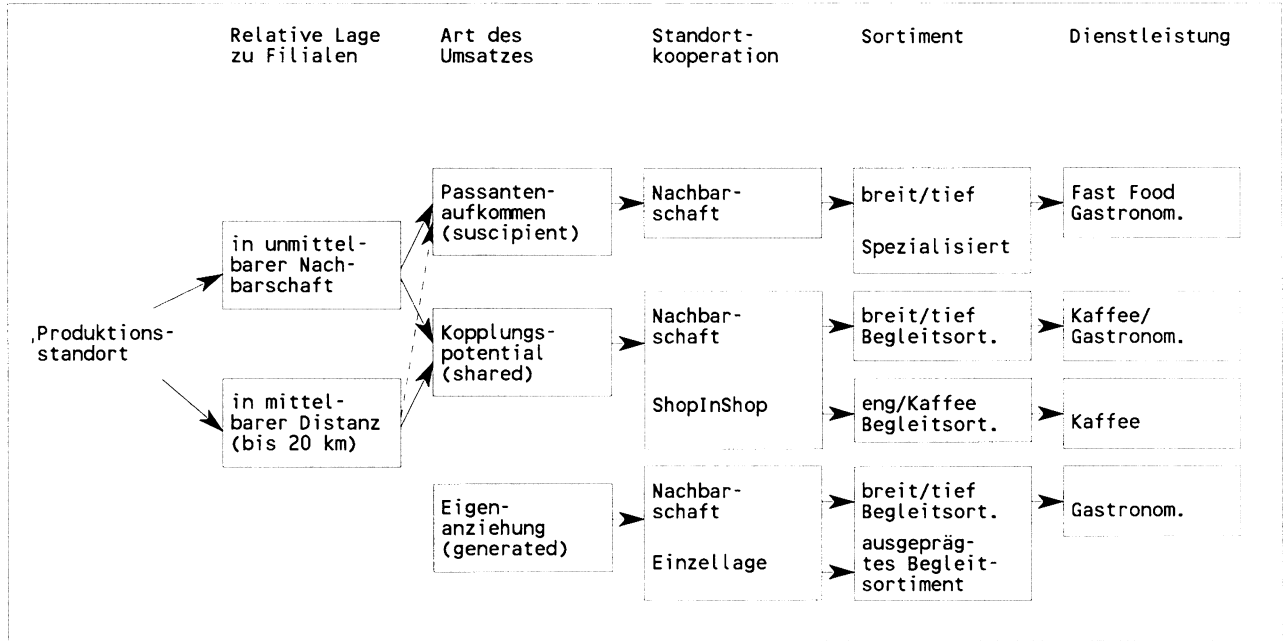 Relative Lage
zu Filialen
Art des
Umsatzes
Standort-
kooperation
Sortiment
Dienstleistung
Produktions-
standort
in unmittel-
barer Nach-
barschaft
in mittel-
barer Distanz
(bis 20 km)
Passanten-
aufkommen
(suscipient)
Kopplungs-
potential
(shared)
Eigen-
anziehung
(generated)
Nachbar-
schaft
Nachbar-
schaft
ShopInShop
Nachbar-
schaft
Einzellage
breit/tief
Spezialisiert
breit/tief
Begleitsort.
eng/Kaffee
Begleitsort.
breit/tief
Begleitsort.
ausgepräg-
tes Begleit-
sortiment
Fast Food
Gastronom.
Kaffee/
Gastronom.
Kaffee
Gastronom.